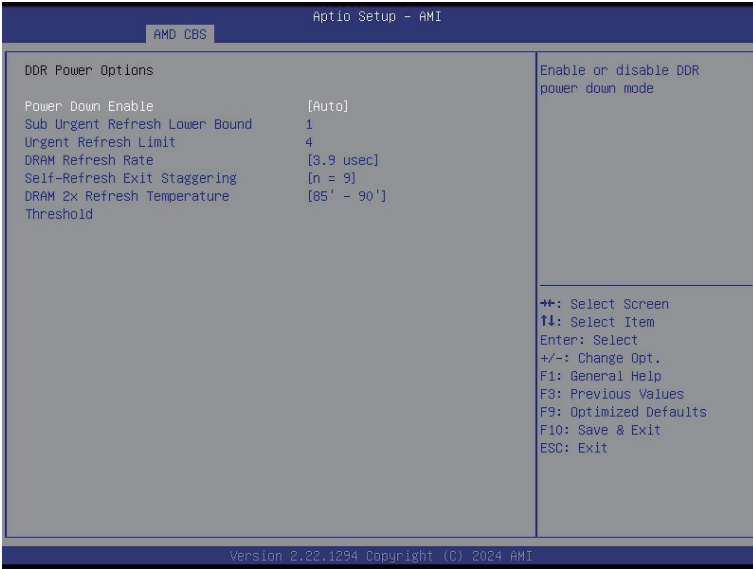 Aptio Setup - AMI
AMD CBS
DDR Power Options
Power Down Enable [Auto]
Sub Urgent Refresh Lower Bound 1
Urgent Refresh Limit 4
DRAM Refresh Rate [3.9 usec]
Self-Refresh Exit Staggering [n = 9]
DRAM 2x Refresh Temperature [85' - 90']
Threshold
Enable or disable DDR
power down mode
→←: Select Screen
↑↓: Select Item
Enter: Select
+/-: Change Opt.
F1: General Help
F3: Previous Values
F9: Optimized Defaults
F10: Save & Exit
ESC: Exit
Version 2.22.1294 Copyright (C) 2024 AMI